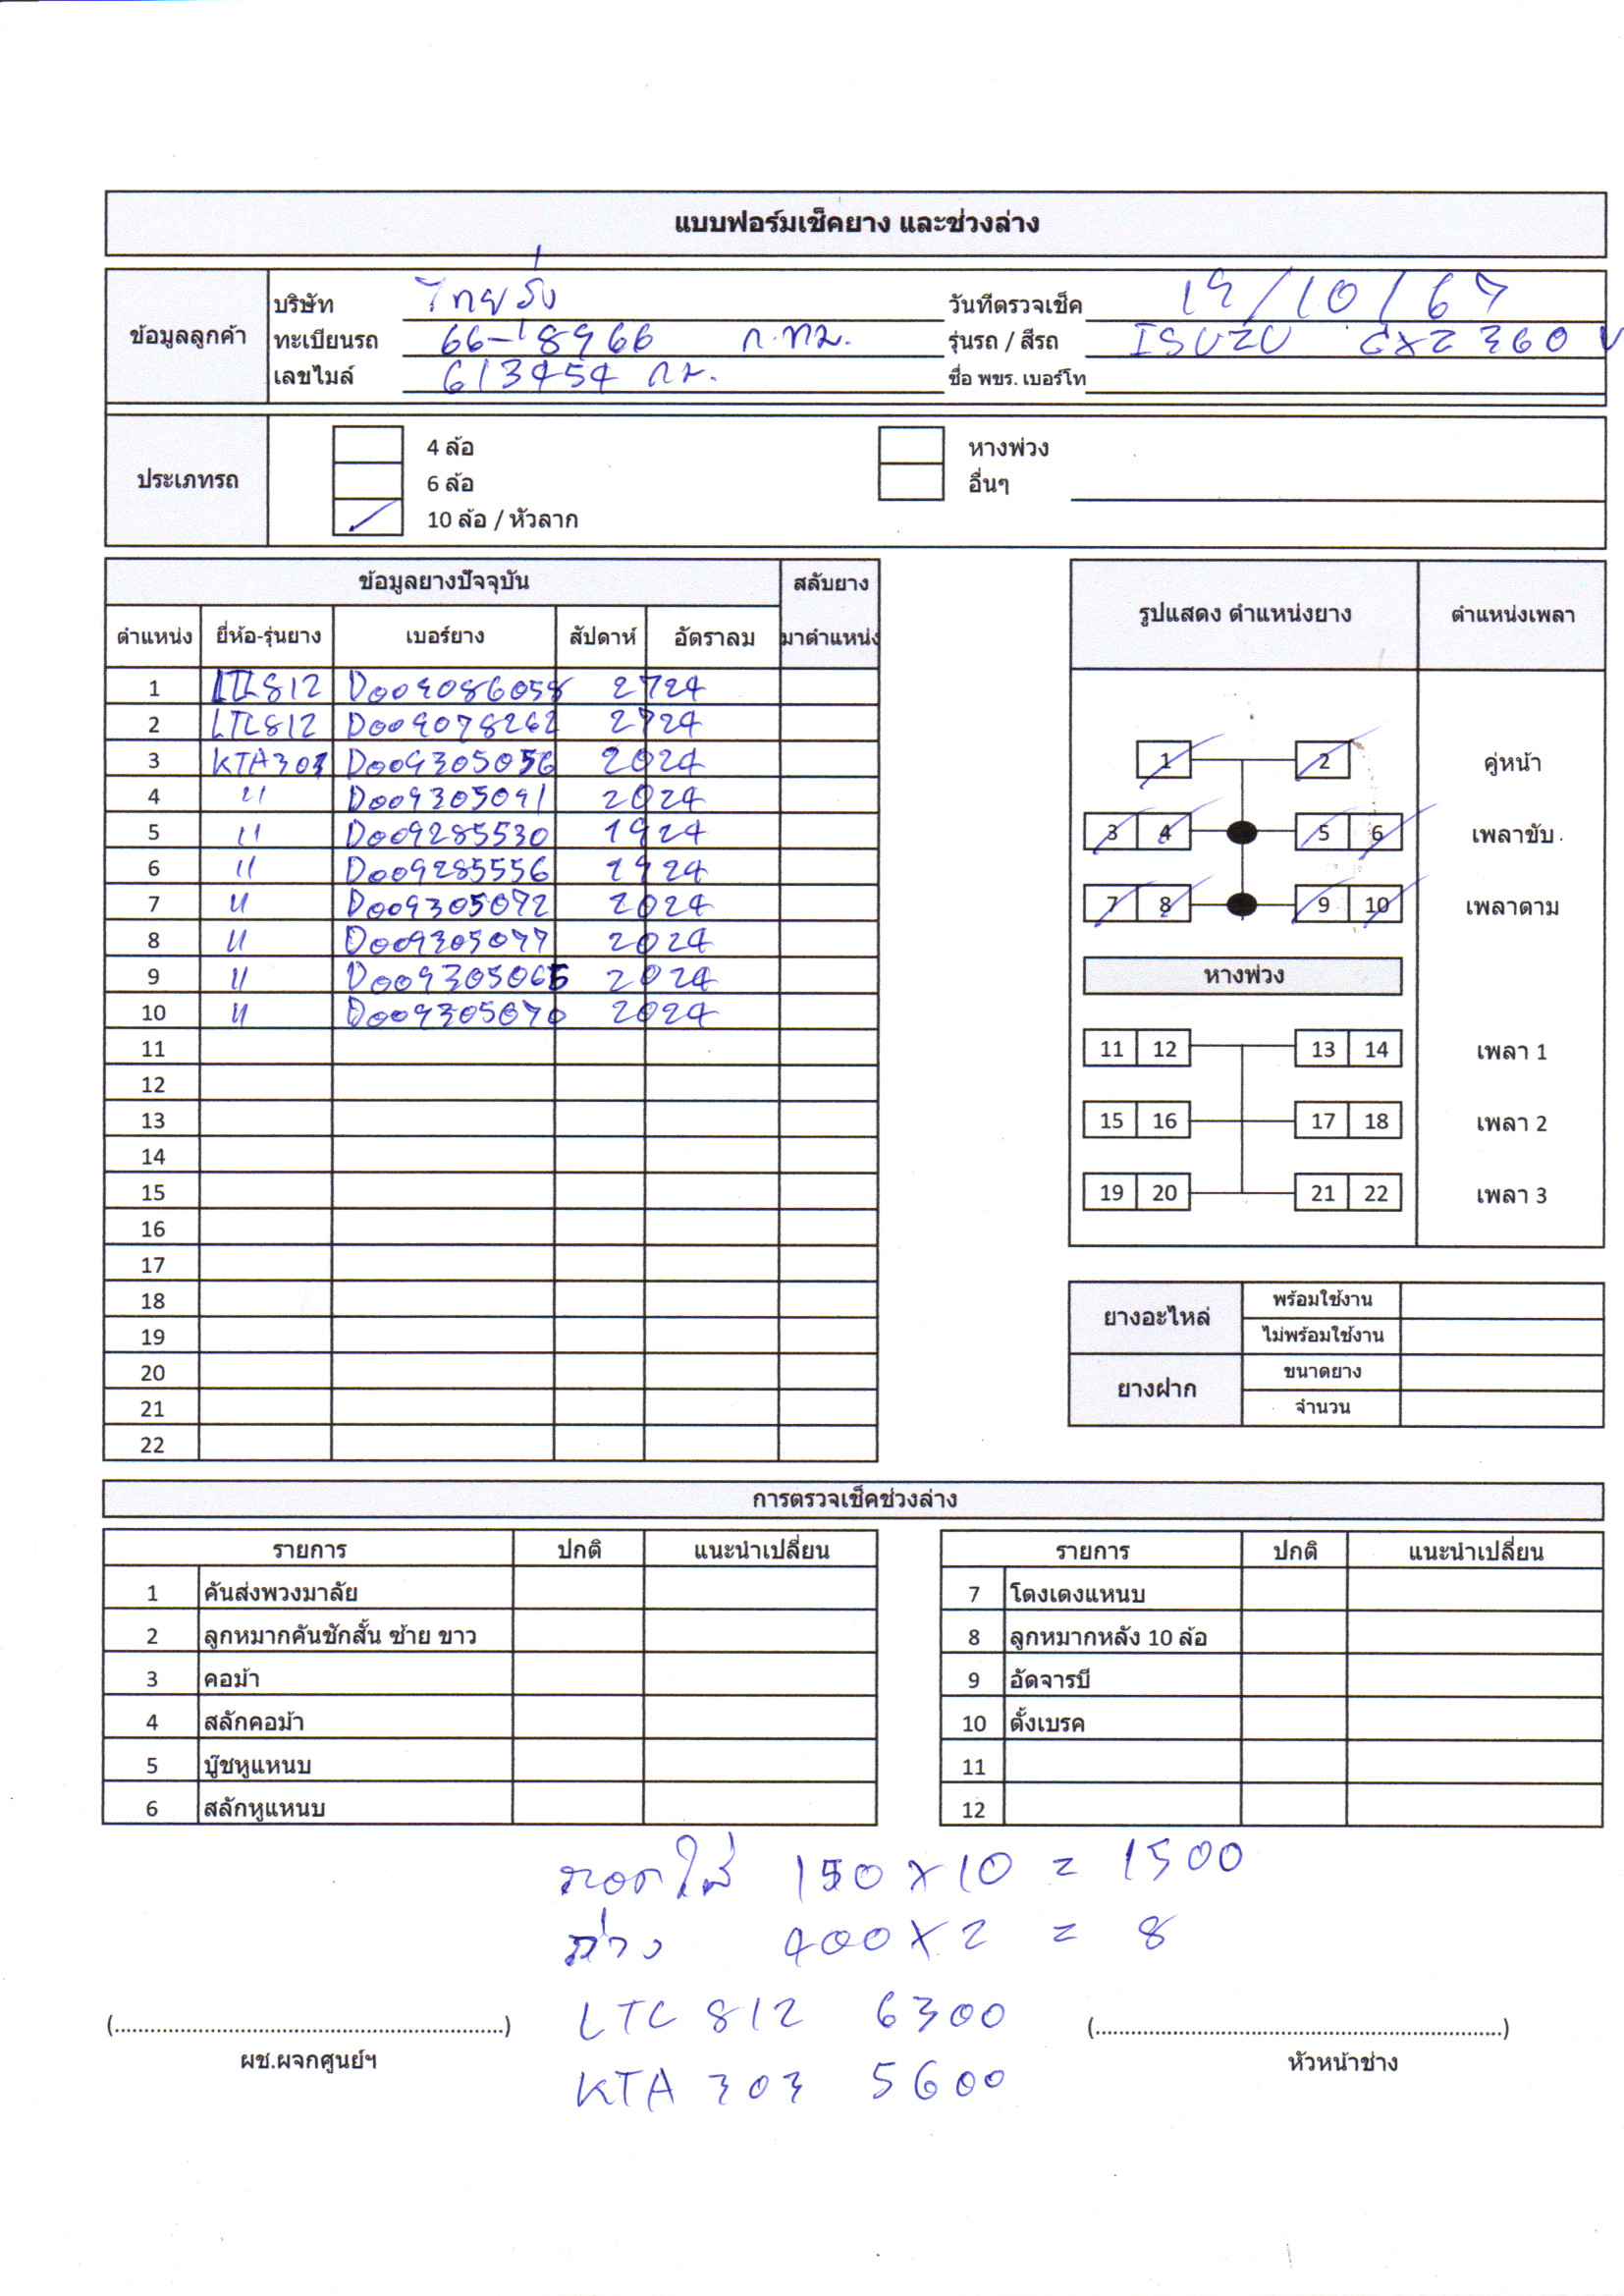 แบบฟอร์มเช็คยาง และช่วงล่าง
ข้อมูลลูกค้า
บริษัท ไทยรุ่ง วันที่ตรวจเช็ค 19/10/67
ทะเบียนรถ 66-8966 ก.ทม. รุ่นรถ / สีรถ ISUZU GXZ 360 V
เลขไมล์ 613454 กม. ชื่อ พขร. เบอร์โท
ประเภทรถ
4 ล้อ หางพ่วง
6 ล้อ อื่นๆ
10 ล้อ / หัวลาก
ข้อมูลยางปัจจุบัน สลับยาง
ตำแหน่ง ยี่ห้อ-รุ่นยาง เบอร์ยาง สัปดาห์ อัตราลม มาตำแหน่ง
1 LTC812 D009086058 2724
2 LTC812 D009078262 2724
3 KTA303 D009305056 2024
4 " D009305091 2024
5 " D009285530 1924
6 " D009285556 1924
7 " D009305072 2024
8 " D009305077 2024
9 " D009305065 2024
10 " D009305070 2024
11
12
13
14
15
16
17
18
19
20
21
22
รูปแสดง ตำแหน่งยาง ตำแหน่งเพลา
1 2 คู่หน้า
3 4 5 6 เพลาขับ
7 8 9 10 เพลาตาม
หางพ่วง
11 12 13 14 เพลา 1
15 16 17 18 เพลา 2
19 20 21 22 เพลา 3
ยางอะไหล่ พร้อมใช้งาน
ไม่พร้อมใช้งาน
ยางฝาก ขนาดยาง
จำนวน
การตรวจเช็คช่วงล่าง
รายการ ปกติ แนะนำเปลี่ยน รายการ ปกติ แนะนำเปลี่ยน
1 คันส่งพวงมาลัย 7 โตงเตงแหนบ
2 ลูกหมากคันชักสั้น ซ้าย ขาว 8 ลูกหมากหลัง 10 ล้อ
3 คอม้า 9 อัดจารบี
4 สลักคอม้า 10 ตั้งเบรค
5 บู๊ชหูแหนบ 11
6 สลักหูแหนบ 12
ถอดใส่ 150 x 10 = 1500
ถ่วง 400 x 2 = 8
LTC 812 6300
KTA 303 5600
(....................................................................) (........................................................................)
ผช.ผจกศูนย์ฯ หัวหน้าช่าง